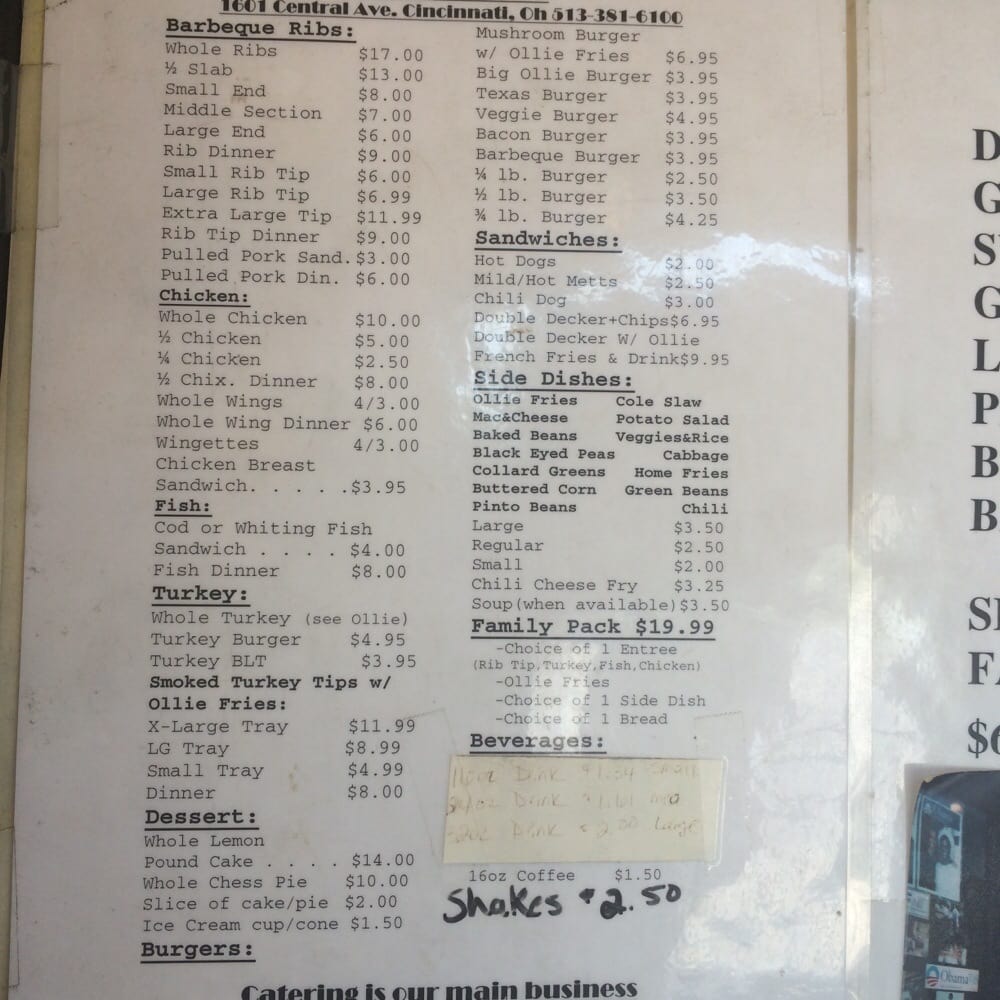 1601 Central Ave. Cincinnati, Oh 513-381-6100
Barbeque Ribs:
Whole Ribs $17.00
½ Slab $13.00
Small End $8.00
Middle Section $7.00
Large End $6.00
Rib Dinner $9.00
Small Rib Tip $6.00
Large Rib Tip $6.99
Extra Large Tip $11.99
Rib Tip Dinner $9.00
Pulled Pork Sand. $3.00
Pulled Pork Din. $6.00
Chicken:
Whole Chicken $10.00
½ Chicken $5.00
¼ Chicken $2.50
½ Chix. Dinner $8.00
Whole Wings 4/3.00
Whole Wing Dinner $6.00
Wingettes 4/3.00
Chicken Breast
Sandwich. . . . .$3.95
Fish:
Cod or Whiting Fish
Sandwich . . . . $4.00
Fish Dinner $8.00
Turkey:
Whole Turkey (see Ollie)
Turkey Burger $4.95
Turkey BLT $3.95
Smoked Turkey Tips w/
Ollie Fries:
X-Large Tray $11.99
LG Tray $8.99
Small Tray $4.99
Dinner $8.00
Dessert:
Whole Lemon
Pound Cake . . . . $14.00
Whole Chess Pie $10.00
Slice of cake/pie $2.00
Ice Cream cup/cone $1.50
Burgers:
Mushroom Burger
w/ Ollie Fries $6.95
Big Ollie Burger $3.95
Texas Burger $3.95
Veggie Burger $4.95
Bacon Burger $3.95
Barbeque Burger $3.95
¼ lb. Burger $2.50
½ lb. Burger $3.50
¾ lb. Burger $4.25
Sandwiches:
Hot Dogs $2.00
Mild/Hot Metts $2.50
Chili Dog $3.00
Double Decker+Chips$6.95
Double Decker W/ Ollie
French Fries & Drink$9.95
Side Dishes:
Ollie Fries Cole Slaw
Mac&Cheese Potato Salad
Baked Beans Veggies&Rice
Black Eyed Peas Cabbage
Collard Greens Home Fries
Buttered Corn Green Beans
Pinto Beans Chili
Large $3.50
Regular $2.50
Small $2.00
Chili Cheese Fry $3.25
Soup(when available)$3.50
Family Pack $19.99
-Choice of 1 Entree
(Rib Tip,Turkey,Fish,Chicken)
-Ollie Fries
-Choice of 1 Side Dish
-Choice of 1 Bread
Beverages:
16oz Drink Small
Drink
Drink $2.00 Large
16oz Coffee $1.50
Shakes $2.50
Catering is our main business
D
G
S
G
L
P
B
B
F
$6
Obama